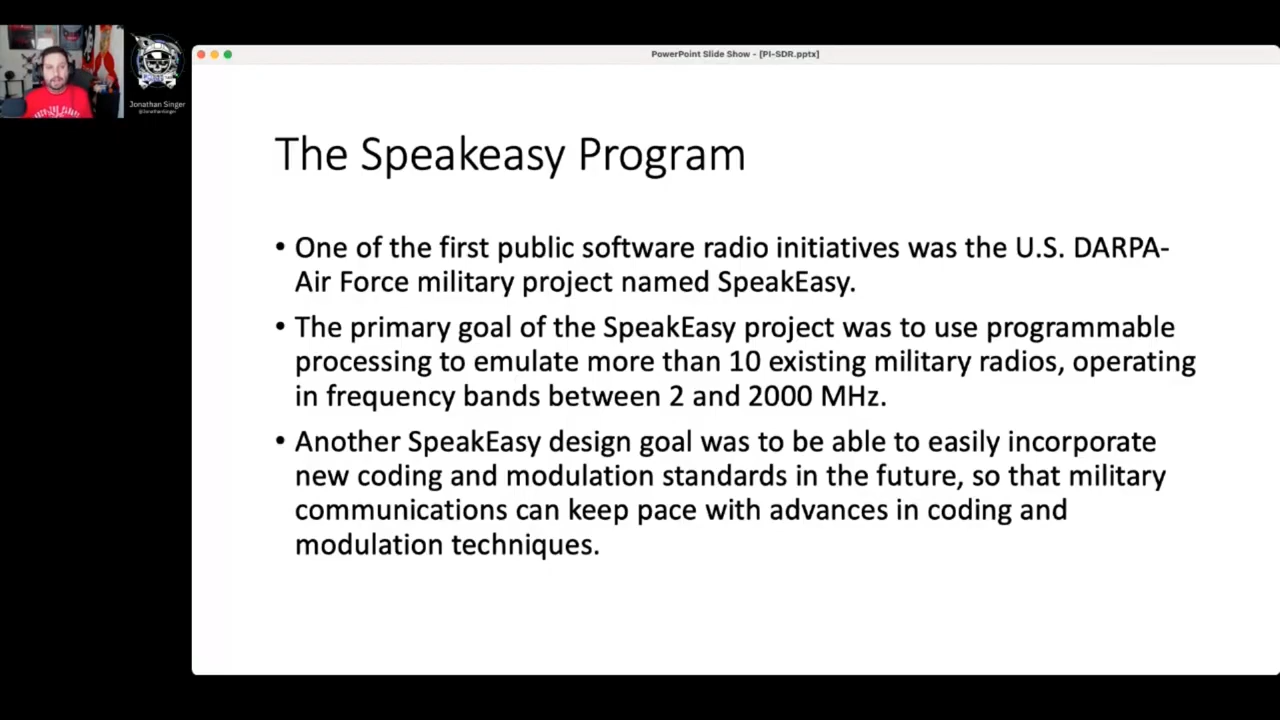 PowerPoint Slide Show - [PI-SDR.pptx]
Jonathan Singer
@JonathanSinger
The Speakeasy Program
• One of the first public software radio initiatives was the U.S. DARPA-
Air Force military project named SpeakEasy.
• The primary goal of the SpeakEasy project was to use programmable
processing to emulate more than 10 existing military radios, operating
in frequency bands between 2 and 2000 MHz.
• Another SpeakEasy design goal was to be able to easily incorporate
new coding and modulation standards in the future, so that military
communications can keep pace with advances in coding and
modulation techniques.